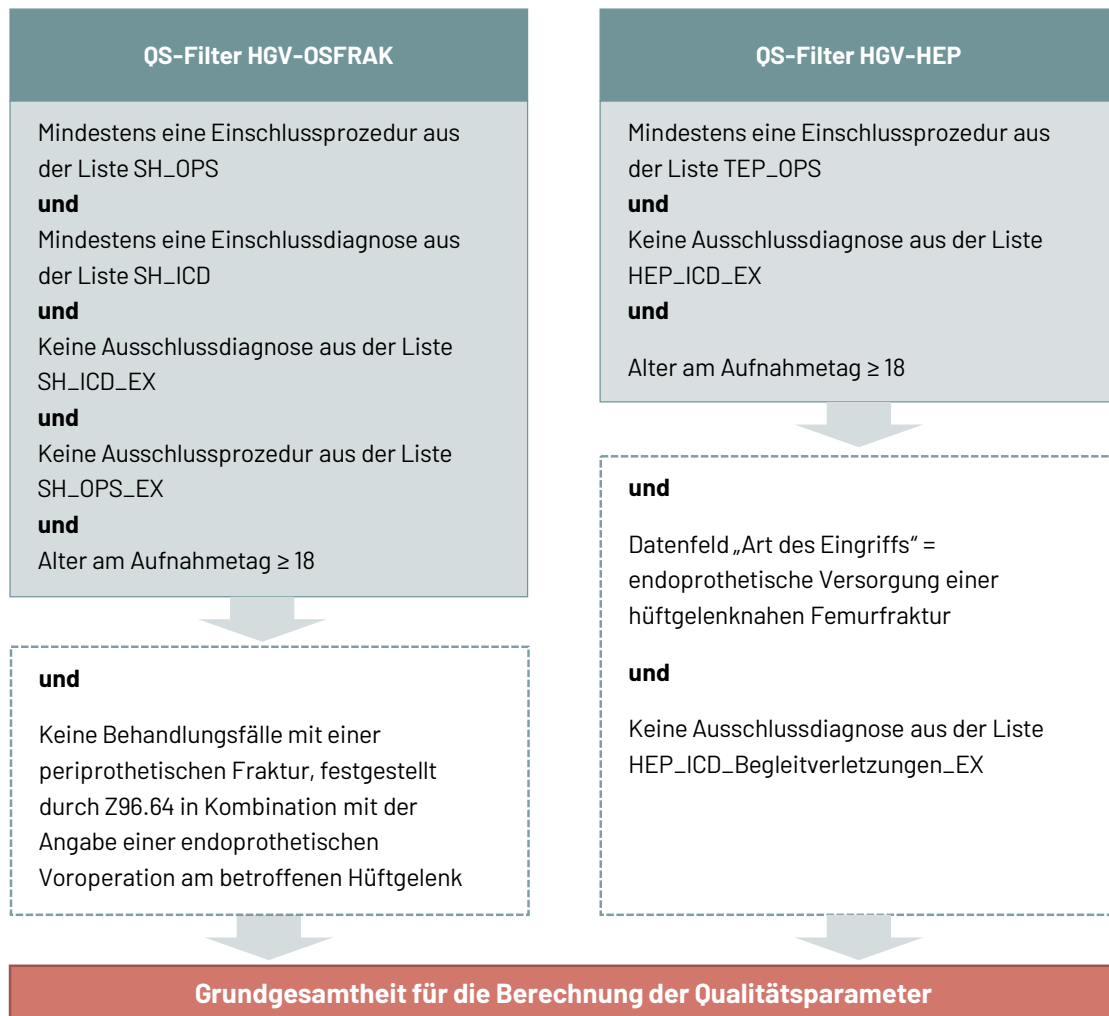 QS-Filter HGV-OSFRAK
Mindestens eine Einschlussprozedur aus
der Liste SH_OPS
und
Mindestens eine Einschlussdiagnose aus
der Liste SH_ICD
und
Keine Ausschlussdiagnose aus der Liste
SH_ICD_EX
und
Keine Ausschlussprozedur aus der Liste
SH_OPS_EX
und
Alter am Aufnahmetag ≥ 18
und
Keine Behandlungsfälle mit einer
periprothetischen Fraktur, festgestellt
durch Z96.64 in Kombination mit der
Angabe einer endoprothetischen
Voroperation am betroffenen Hüftgelenk
QS-Filter HGV-HEP
Mindestens eine Einschlussprozedur aus
der Liste TEP_OPS
und
Keine Ausschlussdiagnose aus der Liste
HEP_ICD_EX
und
Alter am Aufnahmetag ≥ 18
und
Datenfeld „Art des Eingriffs“ =
endoprothetische Versorgung einer
hüftgelenknahen Femurfraktur
und
Keine Ausschlussdiagnose aus der Liste
HEP_ICD_Begleitverletzungen_EX
Grundgesamtheit für die Berechnung der Qualitätsparameter